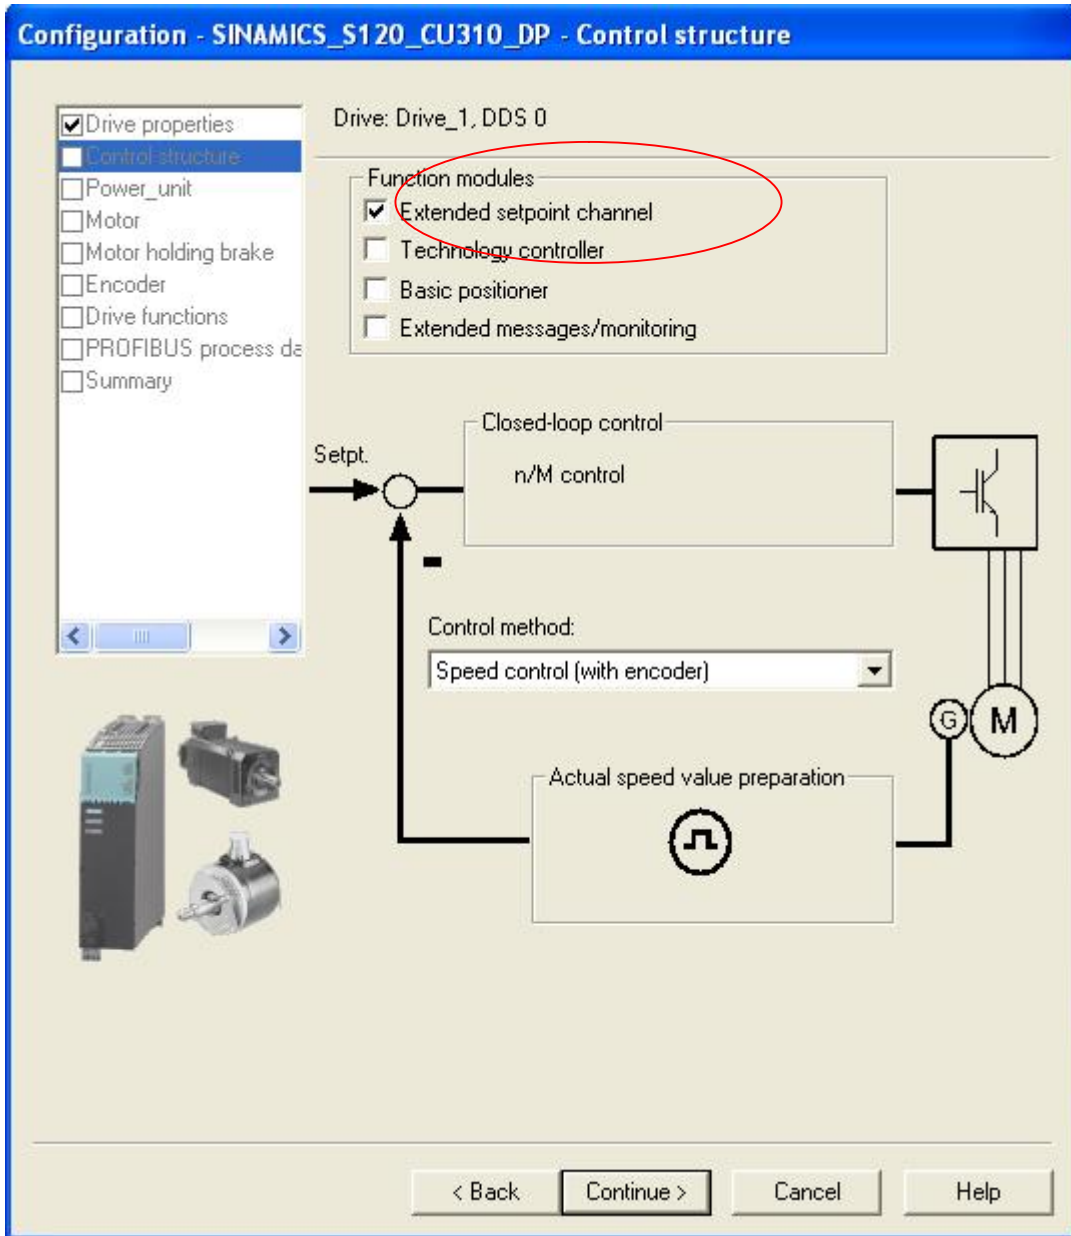 Configuration - SINAMICS_S120_CU310_DP - Control structure
Drive properties
Control structure
Power_unit
Motor
Motor holding brake
Encoder
Drive functions
PROFIBUS process da
Summary
Drive: Drive_1, DDS 0
Function modules
Extended setpoint channel
Technology controller
Basic positioner
Extended messages/monitoring
Closed-loop control
Setpt.
n/M control
Control method:
Speed control (with encoder)
G
M
Actual speed value preparation
< Back
Continue >
Cancel
Help